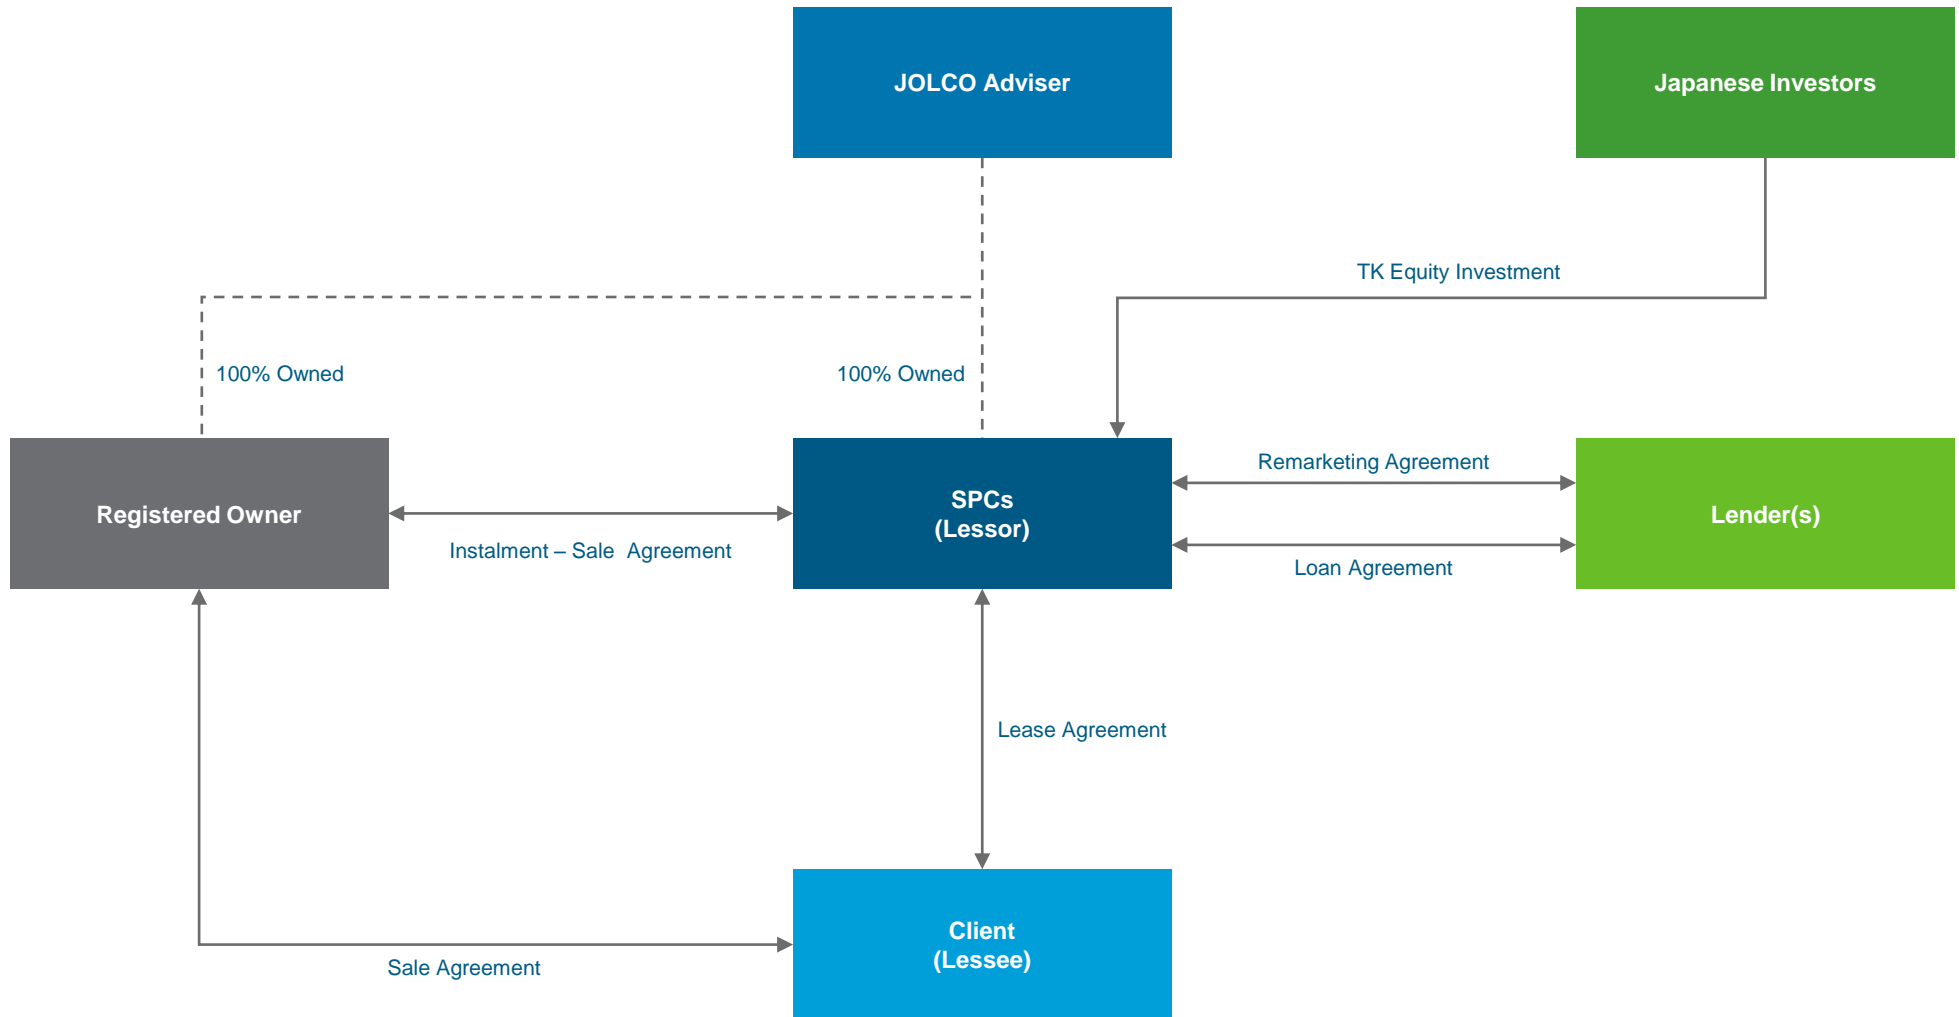 JOLCO Adviser
Japanese Investors
TK Equity Investment
100% Owned
100% Owned
Registered Owner
SPCs
(Lessor)
Remarketing Agreement
Lender(s)
Instalment – Sale  Agreement
Loan Agreement
Lease Agreement
Client
(Lessee)
Sale Agreement